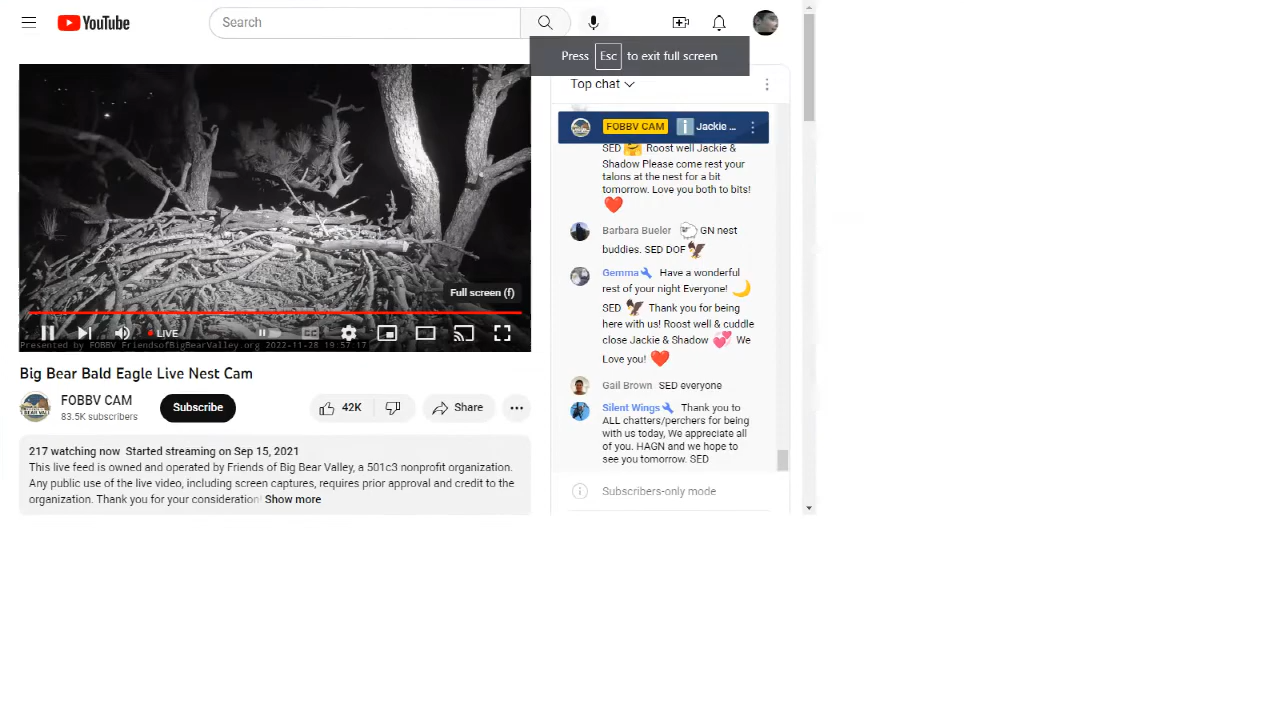 YouTube
Search
Press Esc to exit full screen
Top chat
FOBBV CAM Jackie ...
SED Roost well Jackie &
Shadow Please come rest your
talons at the nest for a bit
tomorrow. Love you both to bits!
Barbara Bueler GN nest
buddies. SED DOF
Gemma Have a wonderful
rest of your night Everyone!
SED Thank you for being
here with us! Roost well & cuddle
close Jackie & Shadow We
Love you!
Gail Brown SED everyone
Silent Wings Thank you to
ALL chatters/perchers for being
with us today, We appreciate all
of you. HAGN and we hope to
see you tomorrow. SED
Subscribers-only mode
Full screen (f)
LIVE
CC
Presented by FOBBV FriendsofBigBearValley.org 2022-11-28 19:57:17
Big Bear Bald Eagle Live Nest Cam
FOBBV CAM
83.5K subscribers
Subscribe
42K
Share
217 watching now Started streaming on Sep 15, 2021
This live feed is owned and operated by Friends of Big Bear Valley, a 501c3 nonprofit organization.
Any public use of the live video, including screen captures, requires prior approval and credit to the
organization. Thank you for your consideration! Show more